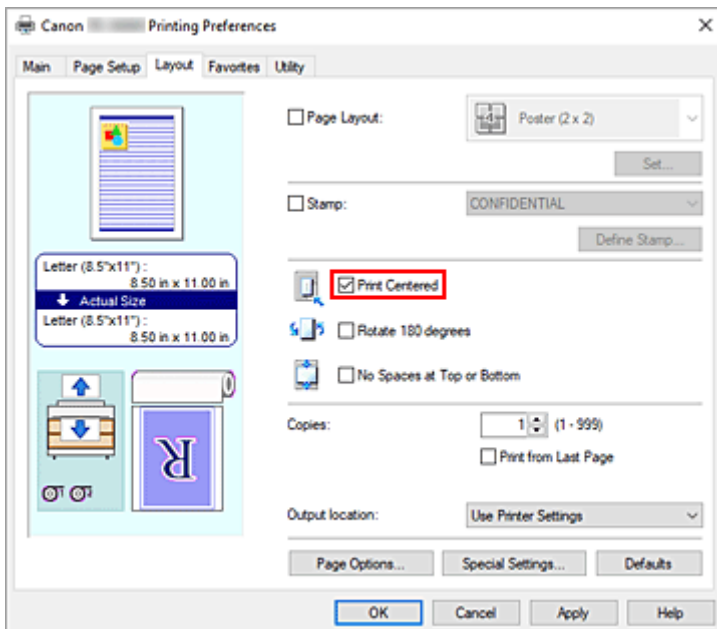 Canon Printing Preferences
Main Page Setup Layout Favorites Utility
Page Layout:
Poster (2 x 2)
Set...
Stamp:
CONFIDENTIAL
Define Stamp...
Letter (8.5"x11") :
8.50 in x 11.00 in
Actual Size
Letter (8.5"x11") :
8.50 in x 11.00 in
Print Centered
Rotate 180 degrees
No Spaces at Top or Bottom
Copies:
1 (1 - 999)
Print from Last Page
R
Output location:
Use Printer Settings
Page Options... Special Settings... Defaults
OK Cancel Apply Help